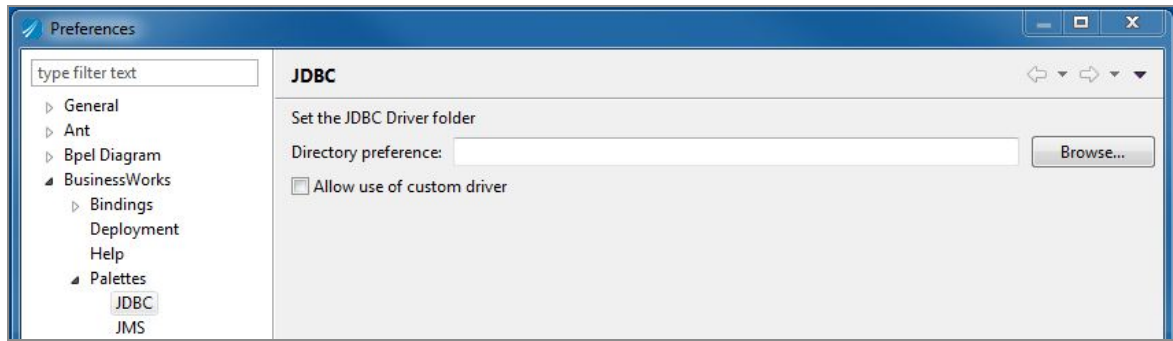 Preferences
type filter text
General
Ant
Bpel Diagram
BusinessWorks
Bindings
Deployment
Help
Palettes
JDBC
JMS
JDBC
Set the JDBC Driver folder
Directory preference:
Browse...
Allow use of custom driver